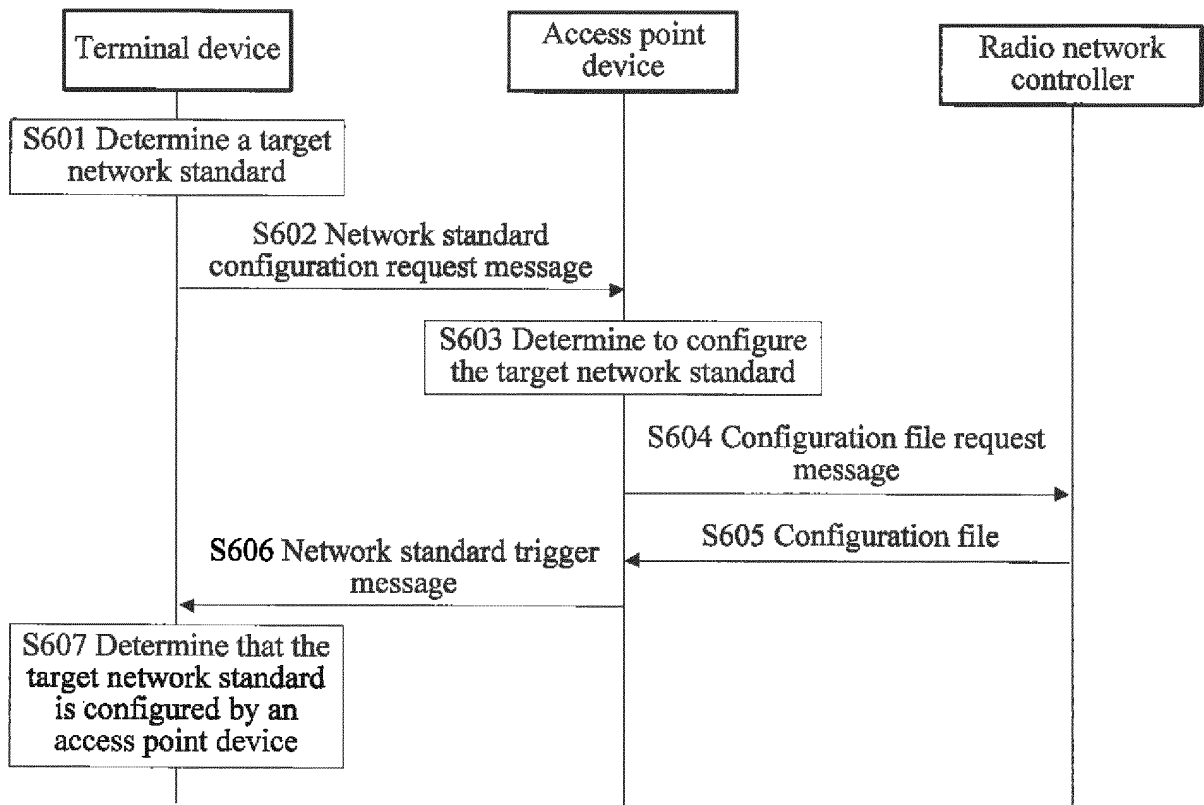 Terminal device
Access point
device
Radio network
controller
S601 Determine a target
network standard
S602 Network standard
configuration request message
S603 Determine to configure
the target network standard
S604 Configuration file request
message
S605 Configuration file
S606 Network standard trigger
message
S607 Determine that the
target network standard
is configured by an
access point device